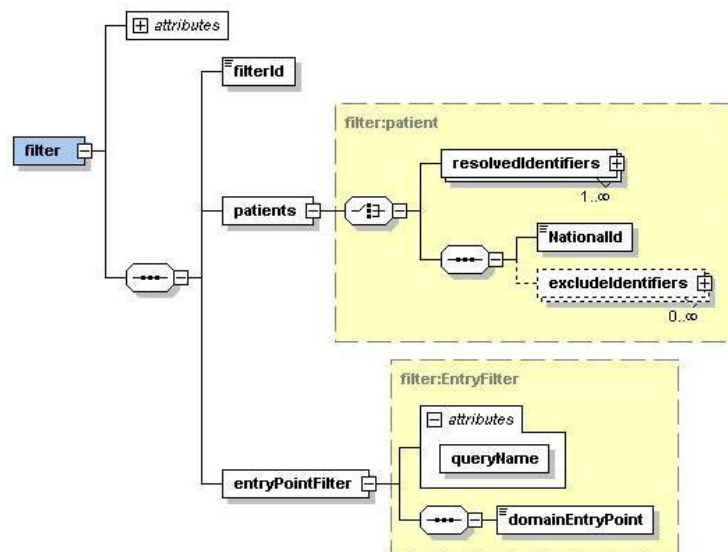 attributes
filterId
filter:patient
filter
resolvedIdentifiers
1..∞
patients
NationalId
excludeIdentifiers
0..∞
filter:EntryFilter
attributes
queryName
entryPointFilter
domainEntryPoint